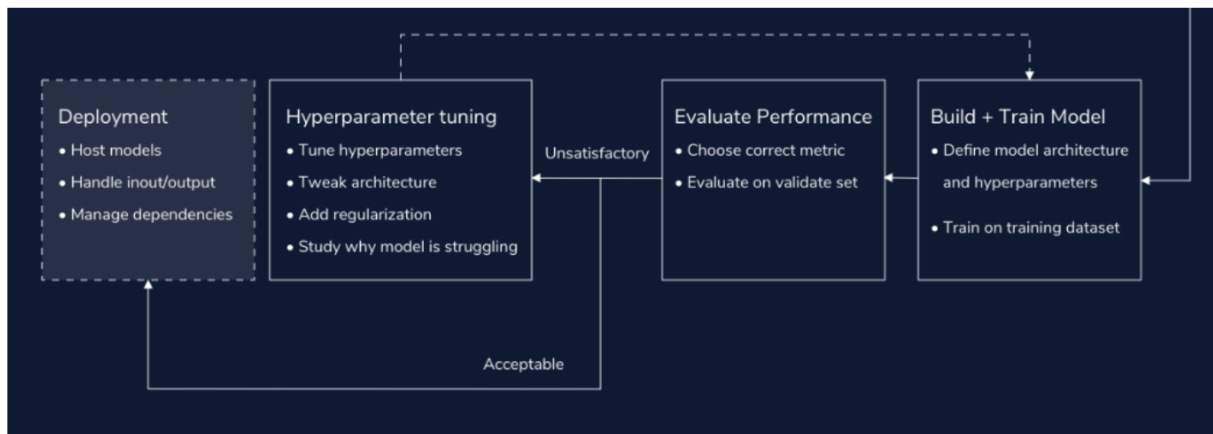 Deployment
• Host models
• Handle inout/output
• Manage dependencies
Hyperparameter tuning
• Tune hyperparameters
• Tweak architecture
• Add regularization
• Study why model is struggling
Unsatisfactory
Evaluate Performance
• Choose correct metric
• Evaluate on validate set
Build + Train Model
• Define model architecture
and hyperparameters
• Train on training dataset
Acceptable